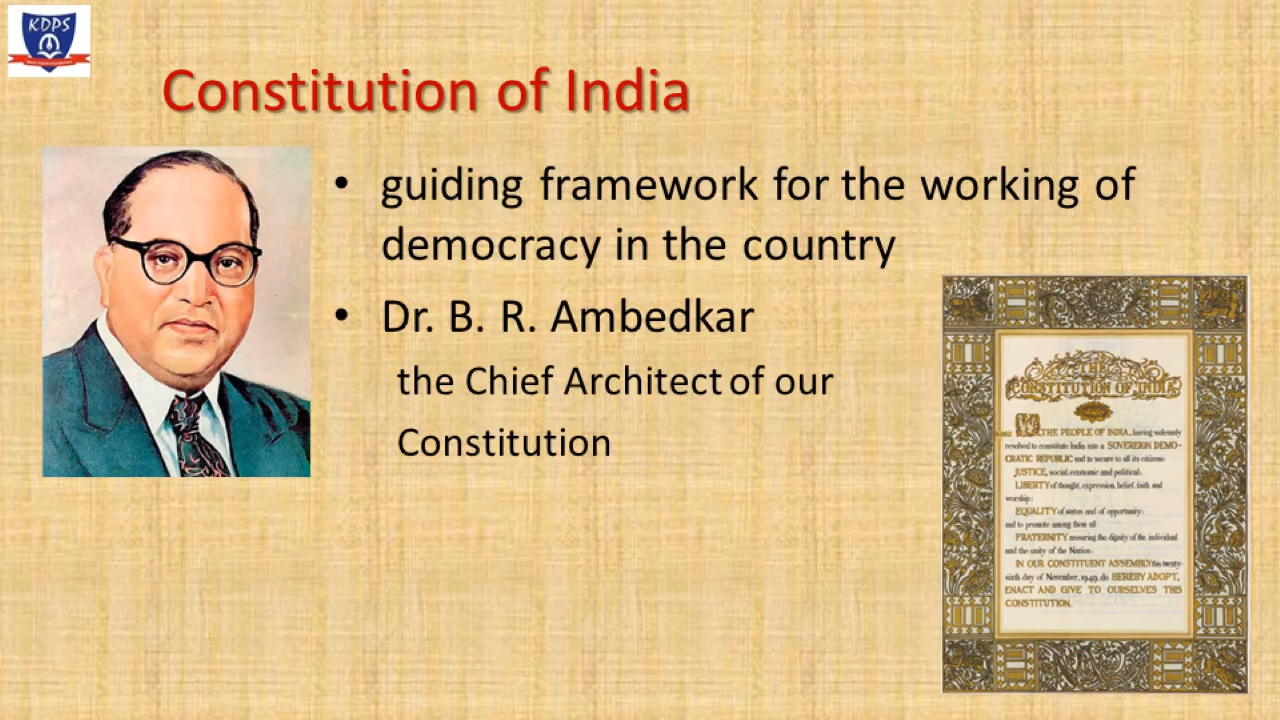 KDPS
Constitution of India
• guiding framework for the working of
democracy in the country
• Dr. B. R. Ambedkar
the Chief Architect of our
Constitution
THE
CONSTITUTION OF INDIA
WE, THE PEOPLE OF INDIA, having solemnly
resolved to constitute India into a SOVEREIGN DEMO-
CRATIC REPUBLIC and to secure to all its citizens:
JUSTICE, social, economic and political;
LIBERTY of thought, expression, belief, faith and
worship;
EQUALITY of status and of opportunity;
and to promote among them all
FRATERNITY assuring the dignity of the individual
and the unity of the Nation;
IN OUR CONSTITUENT ASSEMBLY this twenty-
sixth day of November, 1949, do HEREBY ADOPT,
ENACT AND GIVE TO OURSELVES THIS
CONSTITUTION.